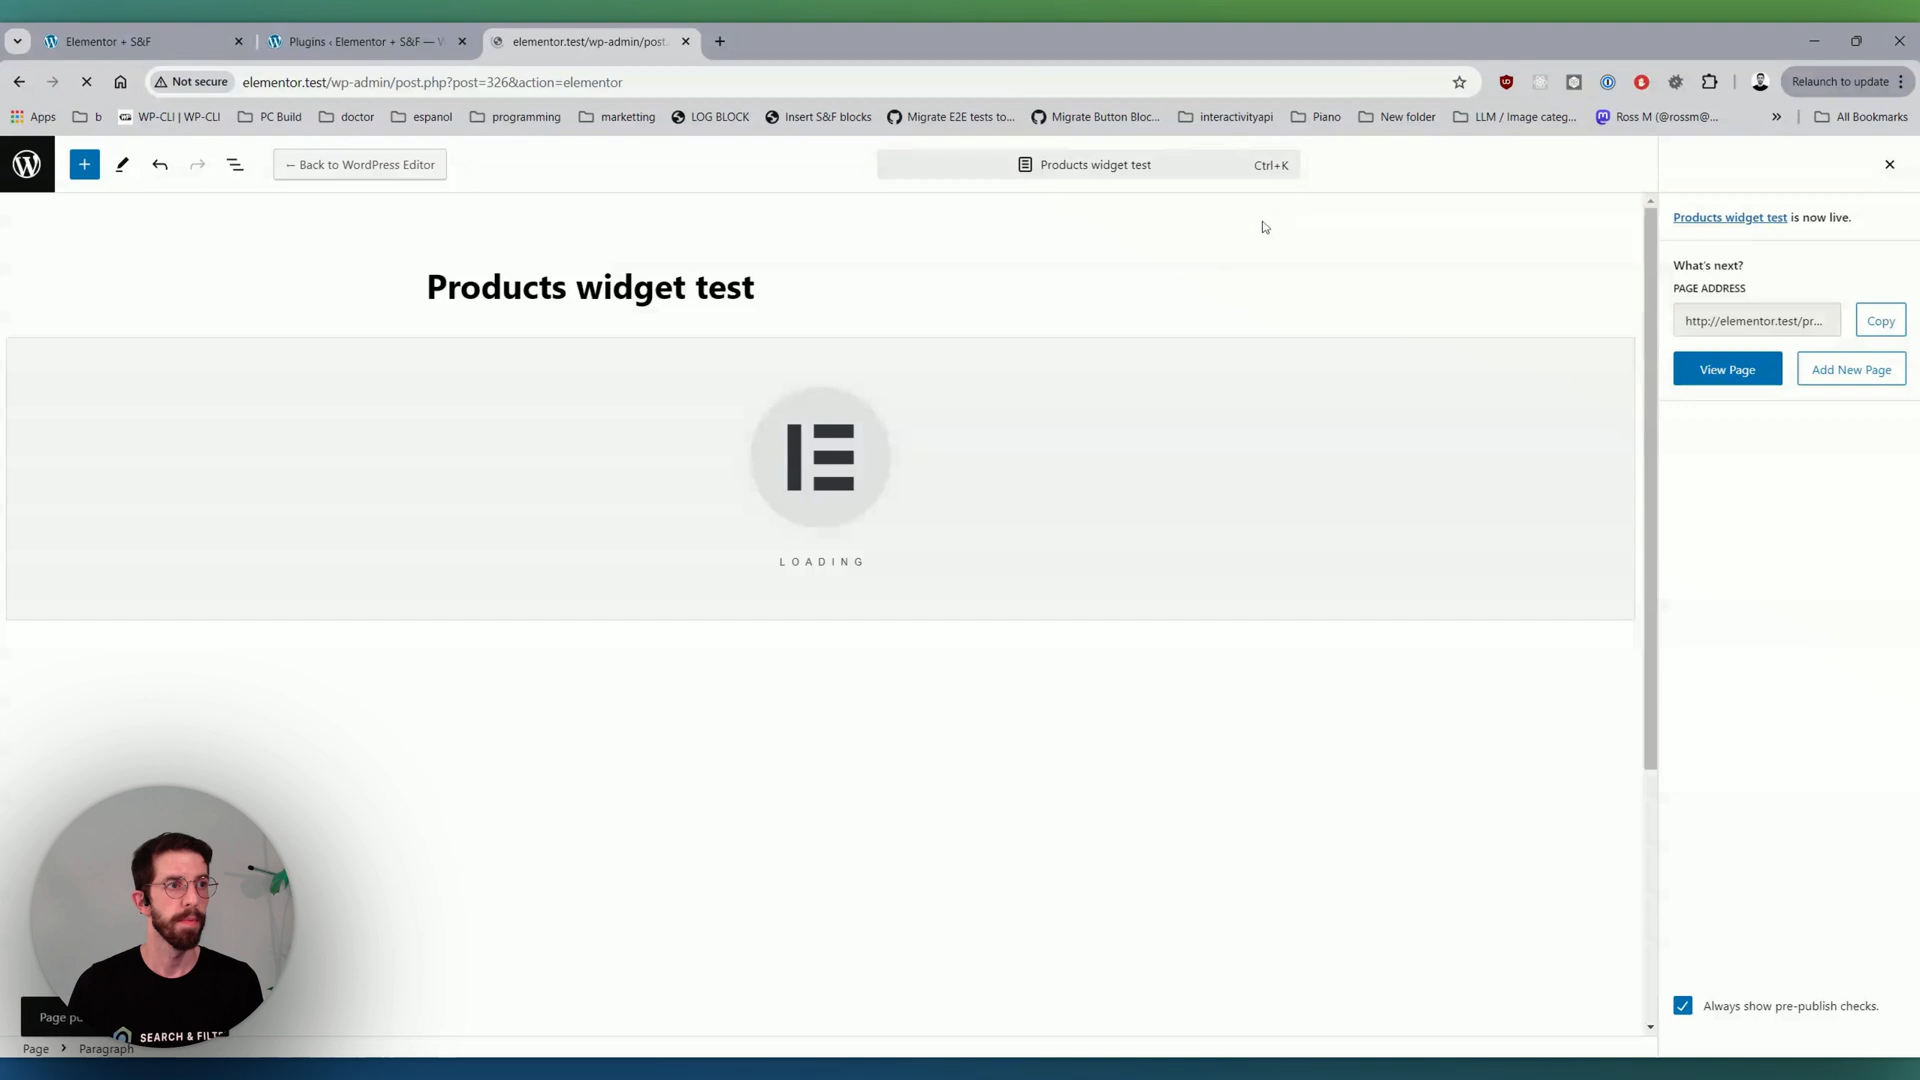 Elementor + S&F
Plugins ‹ Elementor + S&F —
elementor.test/wp-admin/post.
Not secure
elementor.test/wp-admin/post.php?post=326&action=elementor
Relaunch to update
Apps
b
WP-CLI | WP-CLI
PC Build
doctor
espanol
programming
marketting
LOG BLOCK
Insert S&F blocks
Migrate E2E tests to...
Migrate Button Bloc...
interactivityapi
Piano
New folder
LLM / Image categ...
Ross M (@rossm@...
»
All Bookmarks
← Back to WordPress Editor
Products widget test
Ctrl+K
Products widget test is now live.
What's next?
PAGE ADDRESS
http://elementor.test/pr...
Copy
View Page
Add New Page
Products widget test
LOADING
Always show pre-publish checks.
Page
SEARCH & FILT
Page > Paragraph